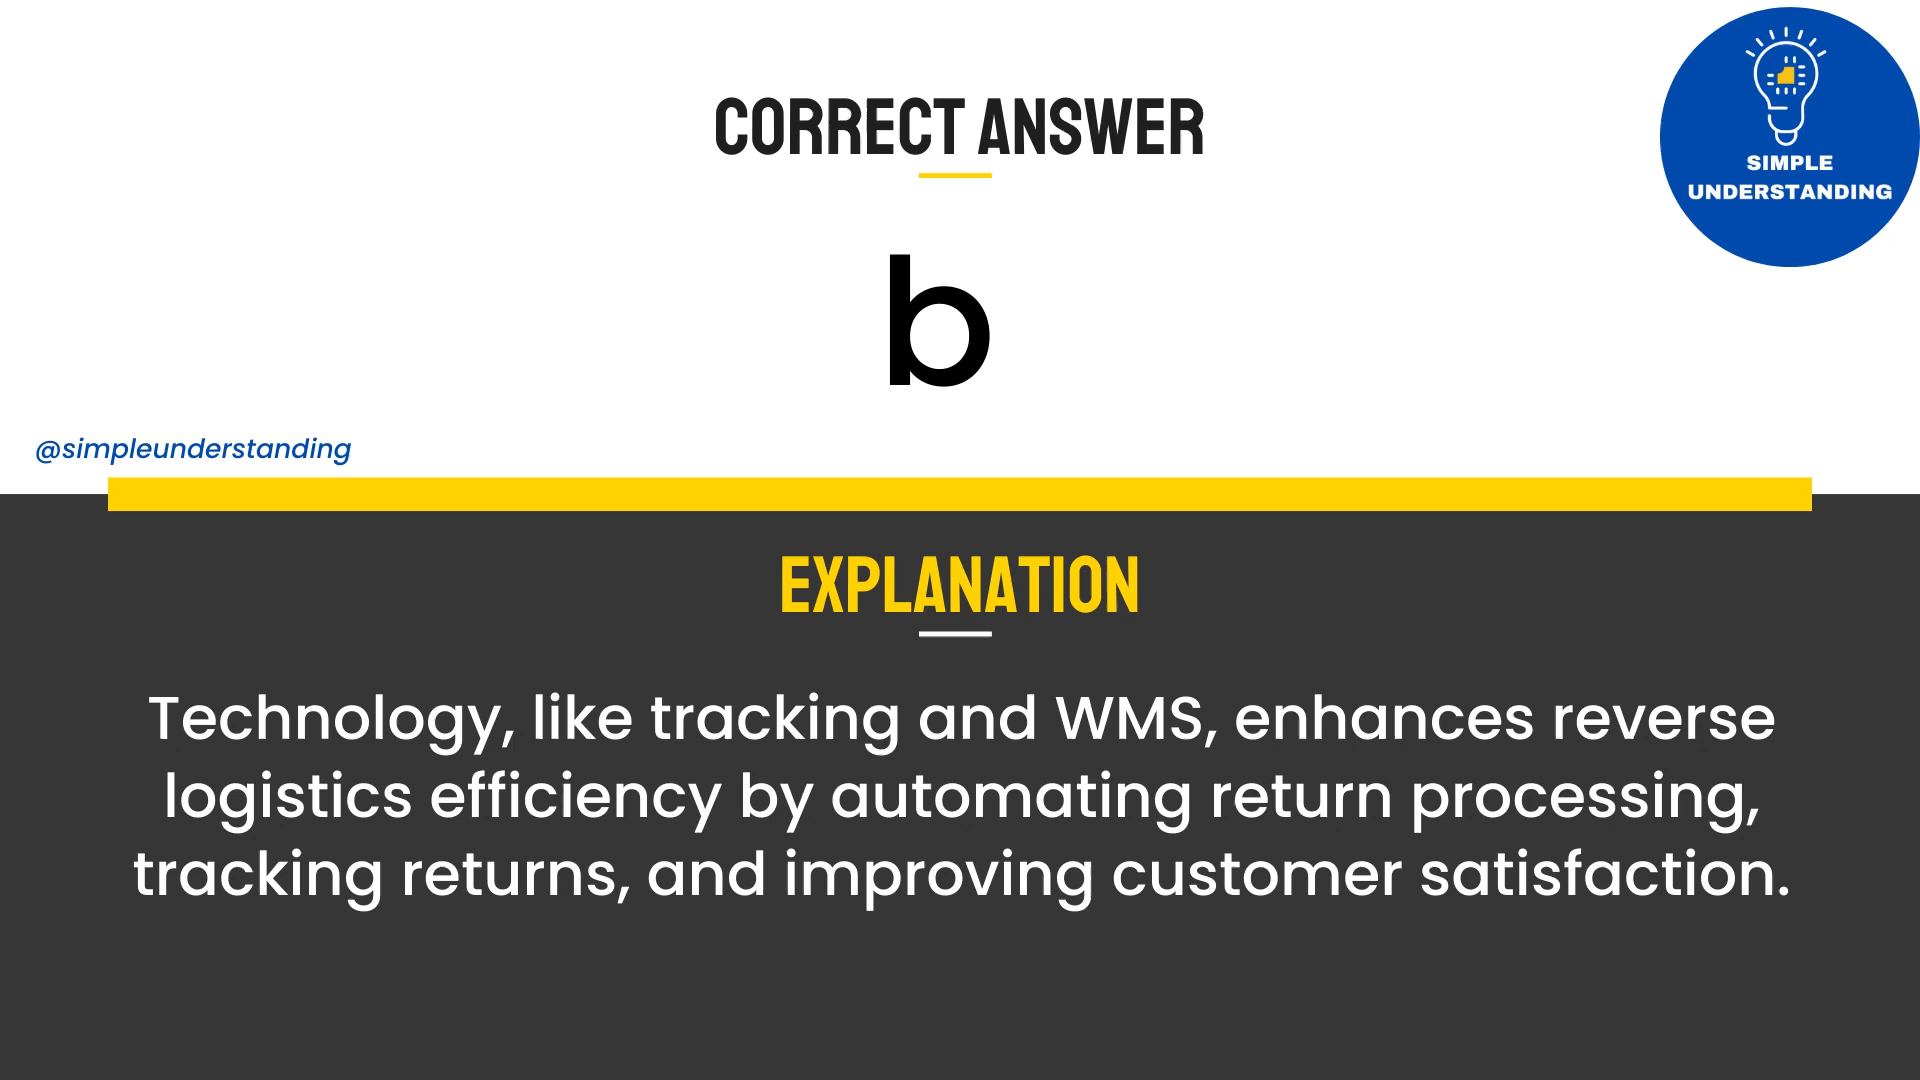 CORRECT ANSWER
SIMPLE
UNDERSTANDING
b
@simpleunderstanding
EXPLANATION
Technology, like tracking and WMS, enhances reverse
logistics efficiency by automating return processing,
tracking returns, and improving customer satisfaction.